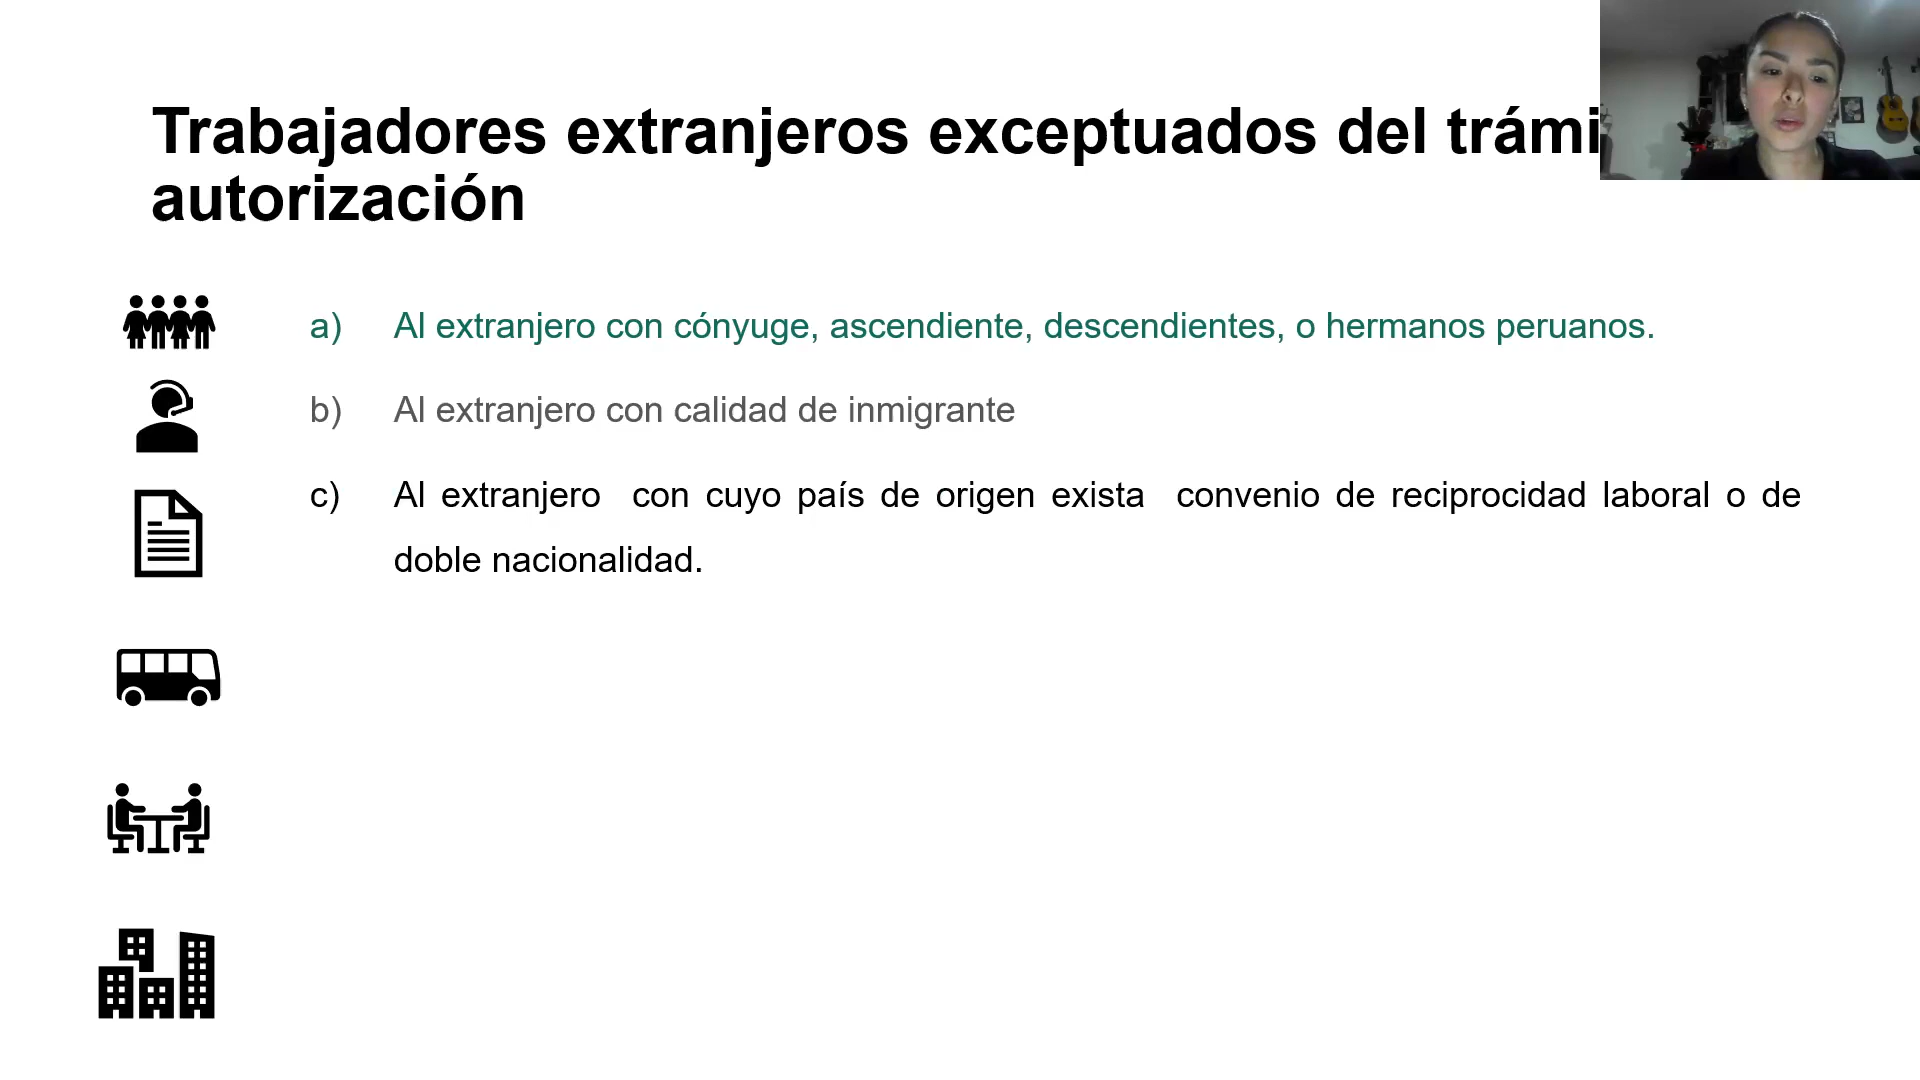 Trabajadores extranjeros exceptuados del
autorización
a) Al extranjero con cónyuge, ascendiente, descendientes, o hermanos peruanos.
b) Al extranjero con calidad de inmigrante
c) Al extranjero con cuyo país de origen exista convenio de reciprocidad laboral o de
doble nacionalidad.